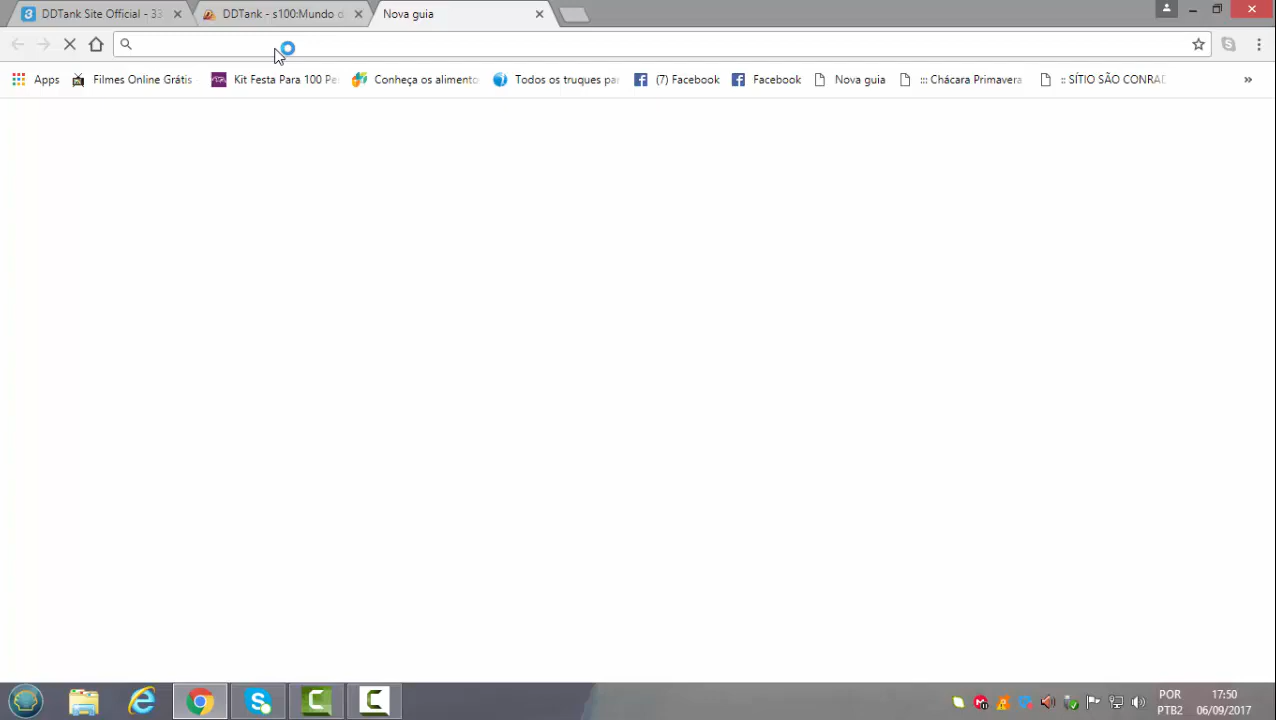 DDTank Site Official - 33
DDTank - s100:Mundo d
Nova guia
Apps
Filmes Online Grátis
Kit Festa Para 100 Pe
Conheça os alimento
Todos os truques pa
(7) Facebook
Facebook
Nova guia
::: Chácara Primavera
:: SÍTIO SÃO CONRAD
»
POR
PTB2
17:50
06/09/2017